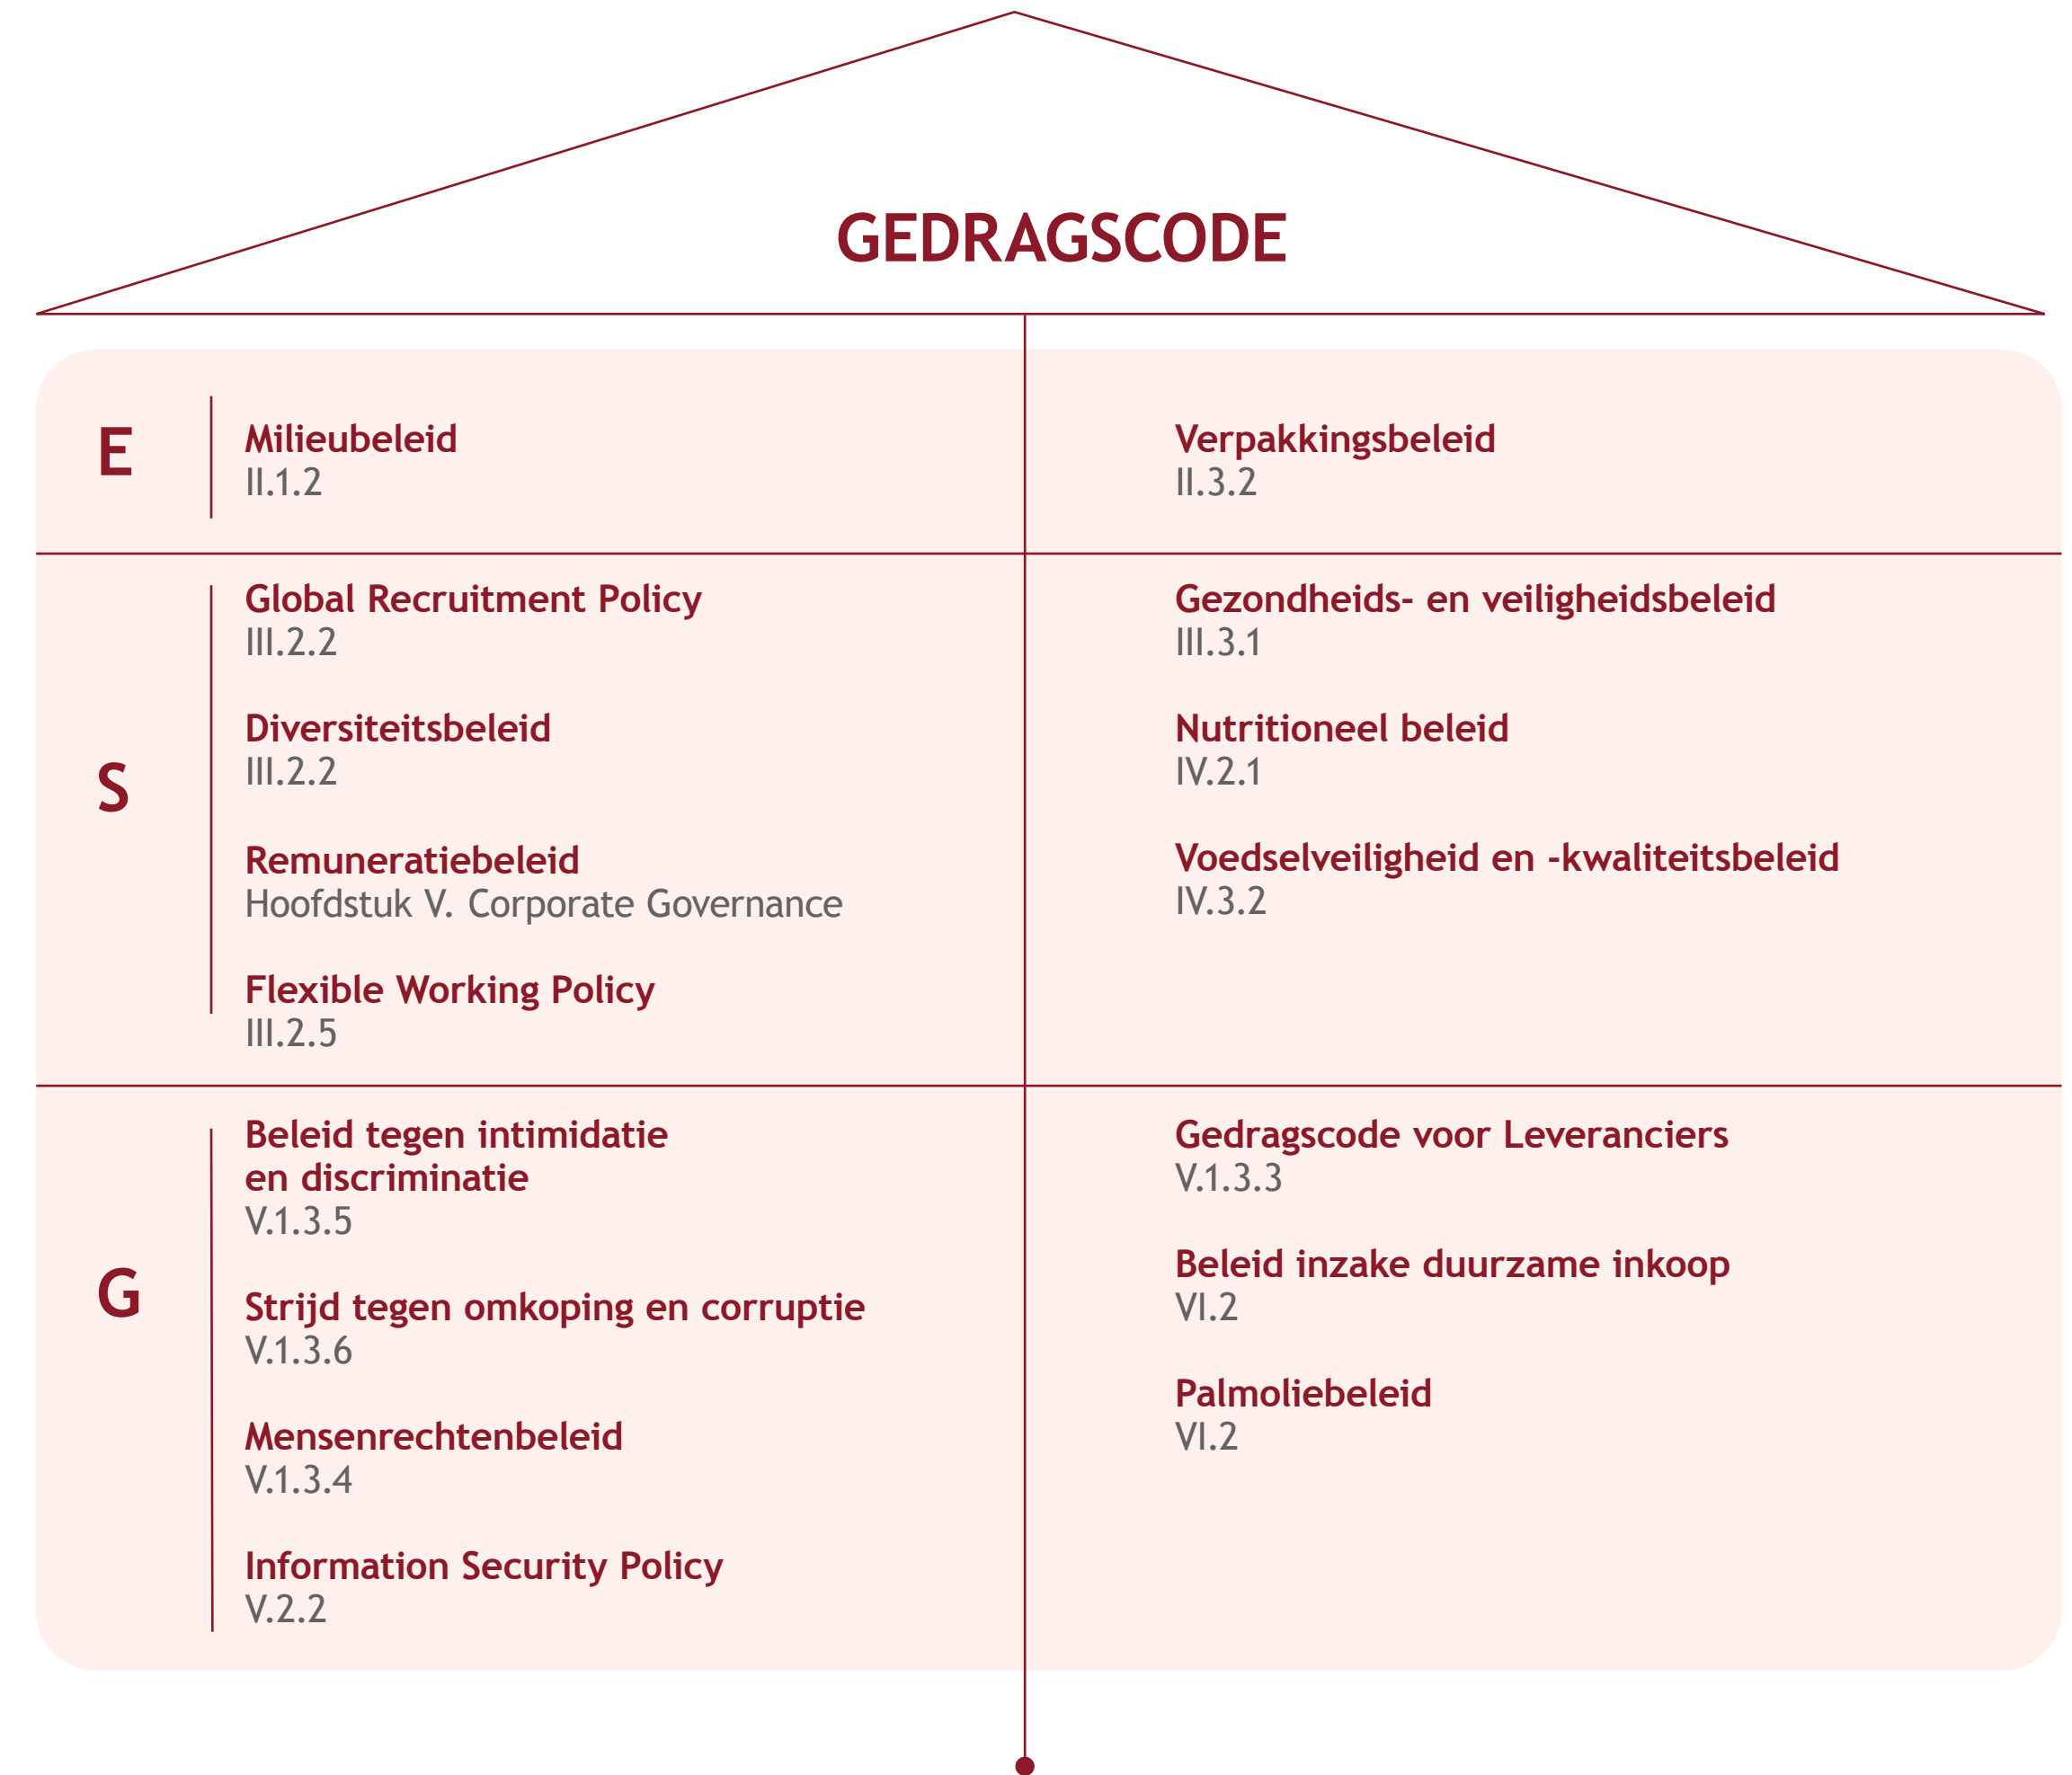 GEDRAGSCODE
E
Milieubeleid
II.1.2
Verpakkingsbeleid
II.3.2
S
Global Recruitment Policy
III.2.2
Diversiteitsbeleid
III.2.2
Remuneratiebeleid
Hoofdstuk V. Corporate Governance
Flexible Working Policy
III.2.5
Gezondheids- en veiligheidsbeleid
III.3.1
Nutritioneel beleid
IV.2.1
Voedselveiligheid en -kwaliteitsbeleid
IV.3.2
G
Beleid tegen intimidatie
en discriminatie
V.1.3.5
Strijd tegen omkoping en corruptie
V.1.3.6
Mensenrechtenbeleid
V.1.3.4
Information Security Policy
V.2.2
Gedragscode voor Leveranciers
V.1.3.3
Beleid inzake duurzame inkoop
VI.2
Palmoliebeleid
VI.2